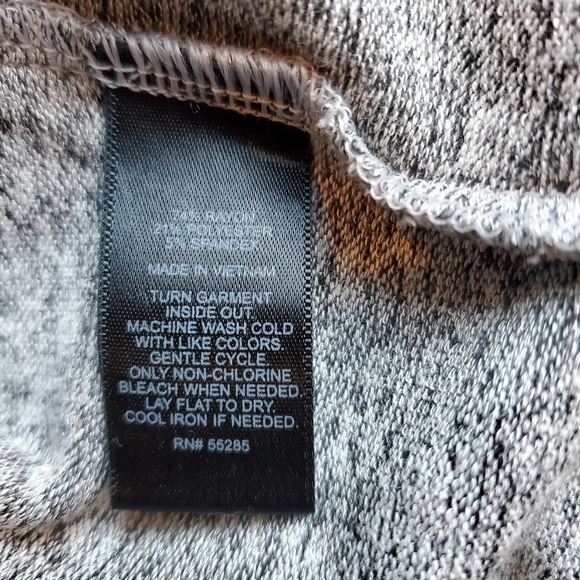 74% RAYON
21% POLYESTER
5% SPANDEX
MADE IN VIETNAM
TURN GARMENT
INSIDE OUT
MACHINE WASH COLD
WITH LIKE COLORS
GENTLE CYCLE.
ONLY NON-CHLORINE
BLEACH WHEN NEEDED.
LAY FLAT TO DRY.
COOL IRON IF NEEDED.
RN# 55285